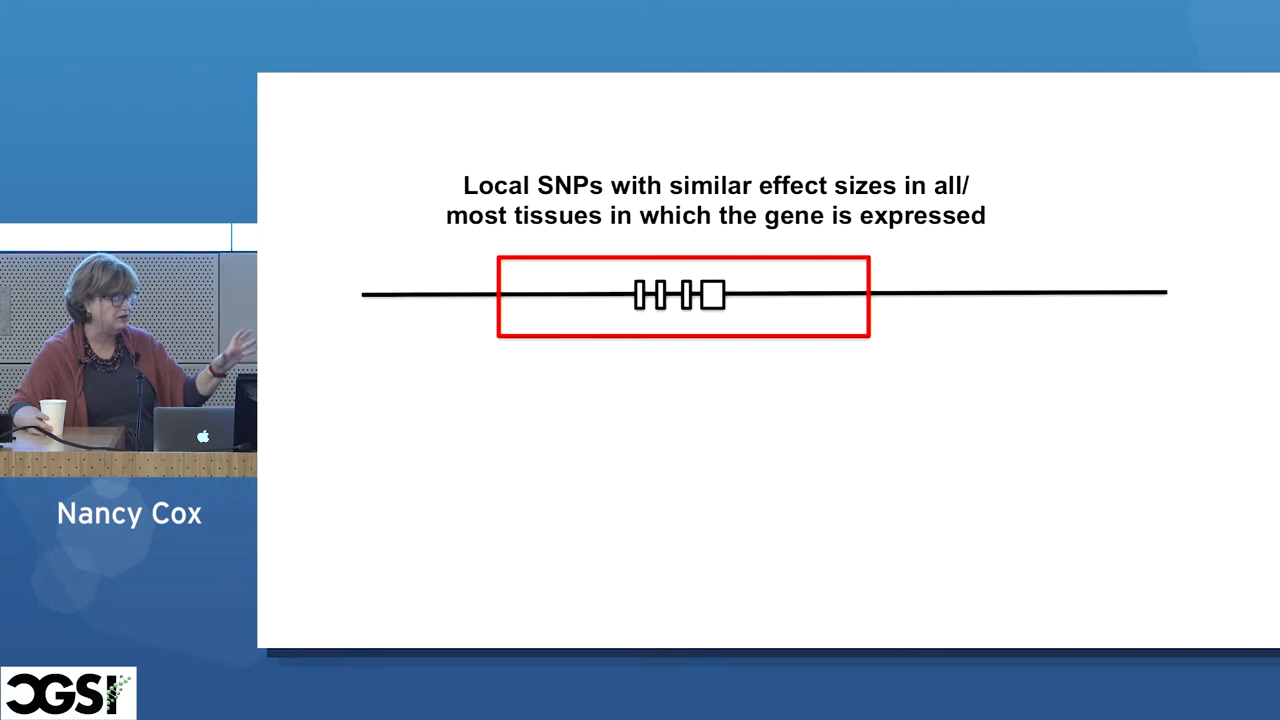 Local SNPs with similar effect sizes in all/
most tissues in which the gene is expressed
Nancy Cox
CGSI